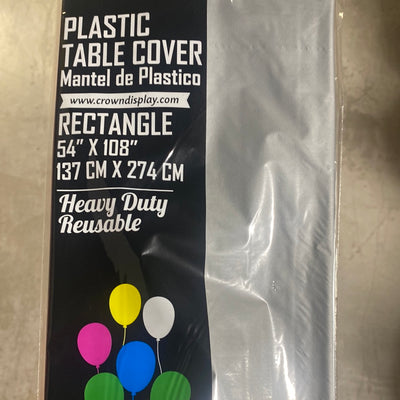 PLASTIC
TABLE COVER
Mantel de Plastico
www.crowndisplay.com
RECTANGLE
54” X 108”
137 CM X 274 CM
Heavy Duty
Reusable